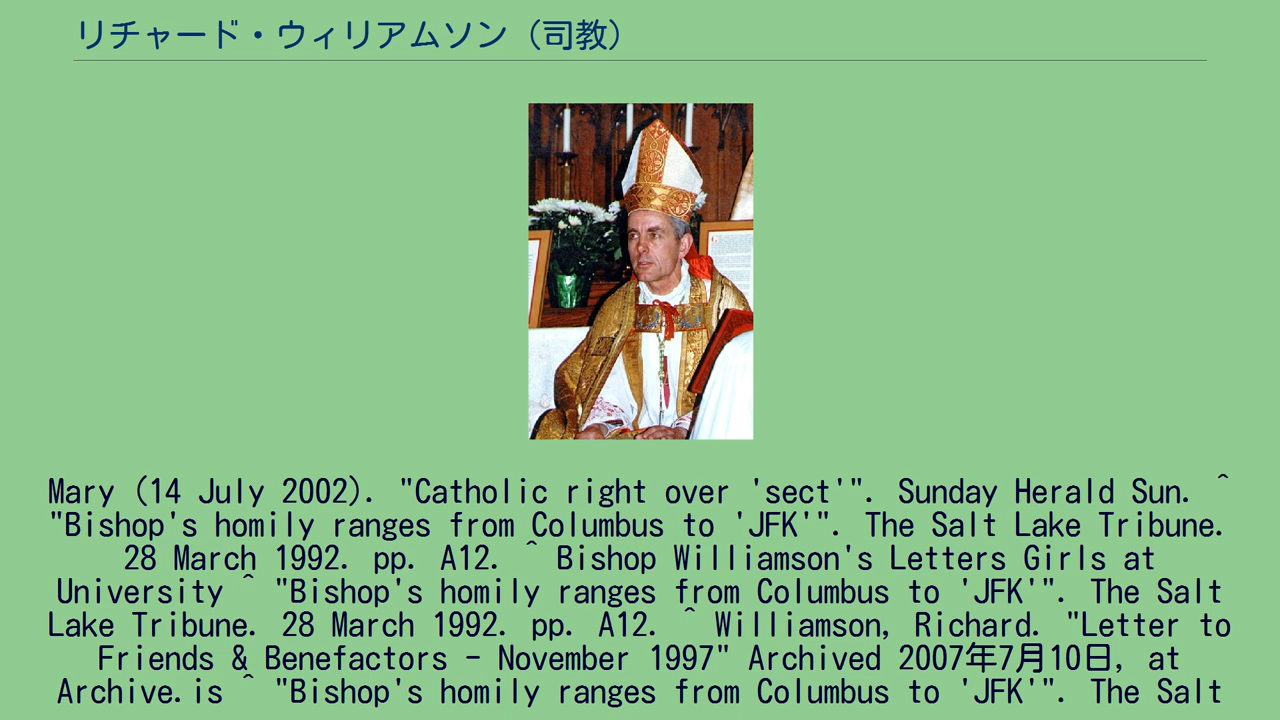 リチャード・ウィリアムソン（司教）
Mary (14 July 2002). "Catholic right over 'sect'". Sunday Herald Sun. ^
"Bishop's homily ranges from Columbus to 'JFK'". The Salt Lake Tribune.
28 March 1992. pp. A12. ^ Bishop Williamson's Letters Girls at
University ^ "Bishop's homily ranges from Columbus to 'JFK'". The Salt
Lake Tribune. 28 March 1992. pp. A12. ^ Williamson, Richard. "Letter to
Friends & Benefactors - November 1997" Archived 2007年7月10日, at
Archive.is ^ "Bishop's homily ranges from Columbus to 'JFK'". The Salt